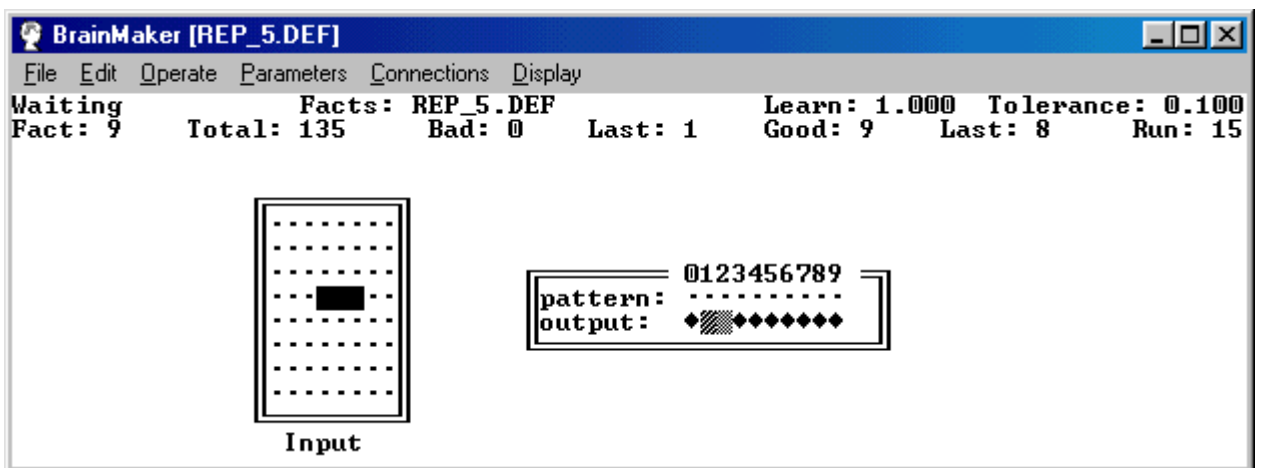 BrainMaker [REP_5.DEF]
File Edit Operate Parameters Connections Display
Waiting Facts: REP_5.DEF Learn: 1.000 Tolerance: 0.100
Fact: 9 Total: 135 Bad: 0 Last: 1 Good: 9 Last: 8 Run: 15
0123456789
pattern:
output:
Input